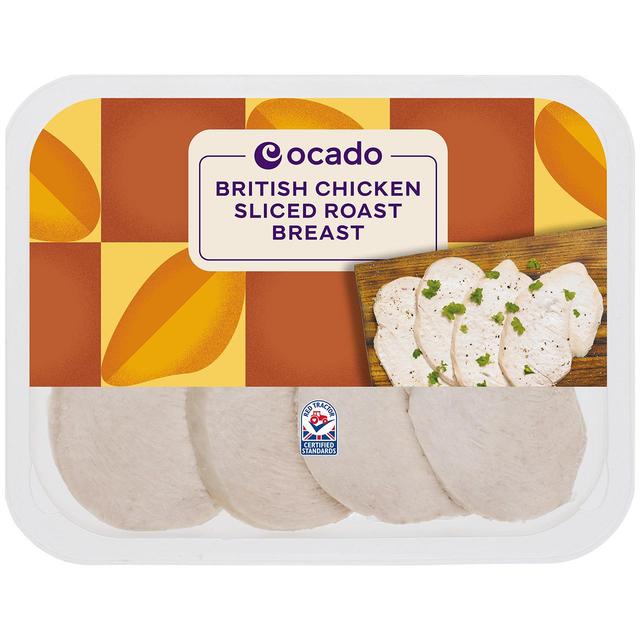 ocado
BRITISH CHICKEN
SLICED ROAST
BREAST
RED TRACTOR
CERTIFIED
STANDARDS